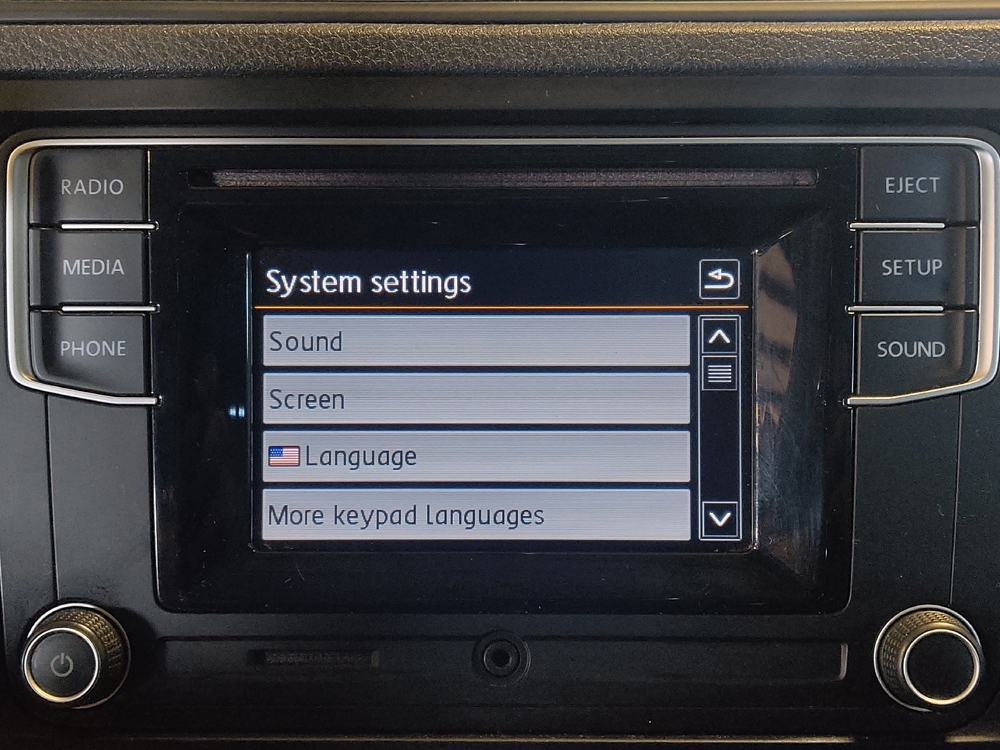 RADIO
MEDIA
PHONE
System settings
Sound
Screen
Language
More keypad languages
EJECT
SETUP
SOUND